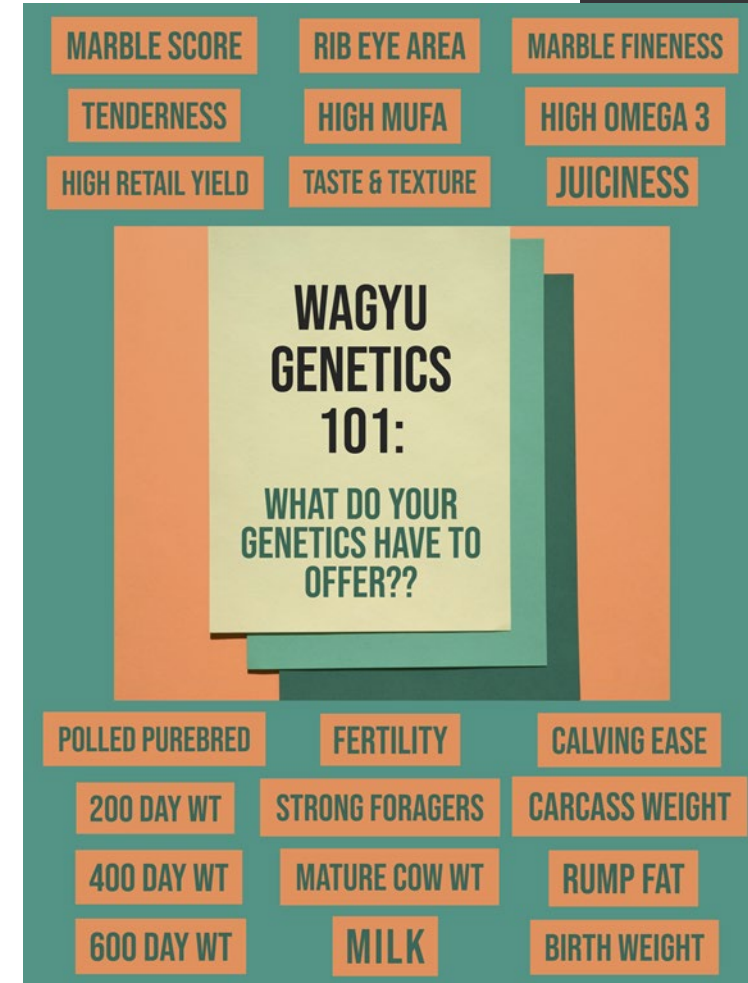 MARBLE SCORE
RIB EYE AREA
MARBLE FINENESS
TENDERNESS
HIGH MUFA
HIGH OMEGA 3
HIGH RETAIL YIELD
TASTE & TEXTURE
JUICINESS
WAGYU
GENETICS
101:
WHAT DO YOUR
GENETICS HAVE TO
OFFER??
POLLED PUREBRED
FERTILITY
CALVING EASE
200 DAY WT
STRONG FORAGERS
CARCASS WEIGHT
400 DAY WT
MATURE COW WT
RUMP FAT
600 DAY WT
MILK
BIRTH WEIGHT